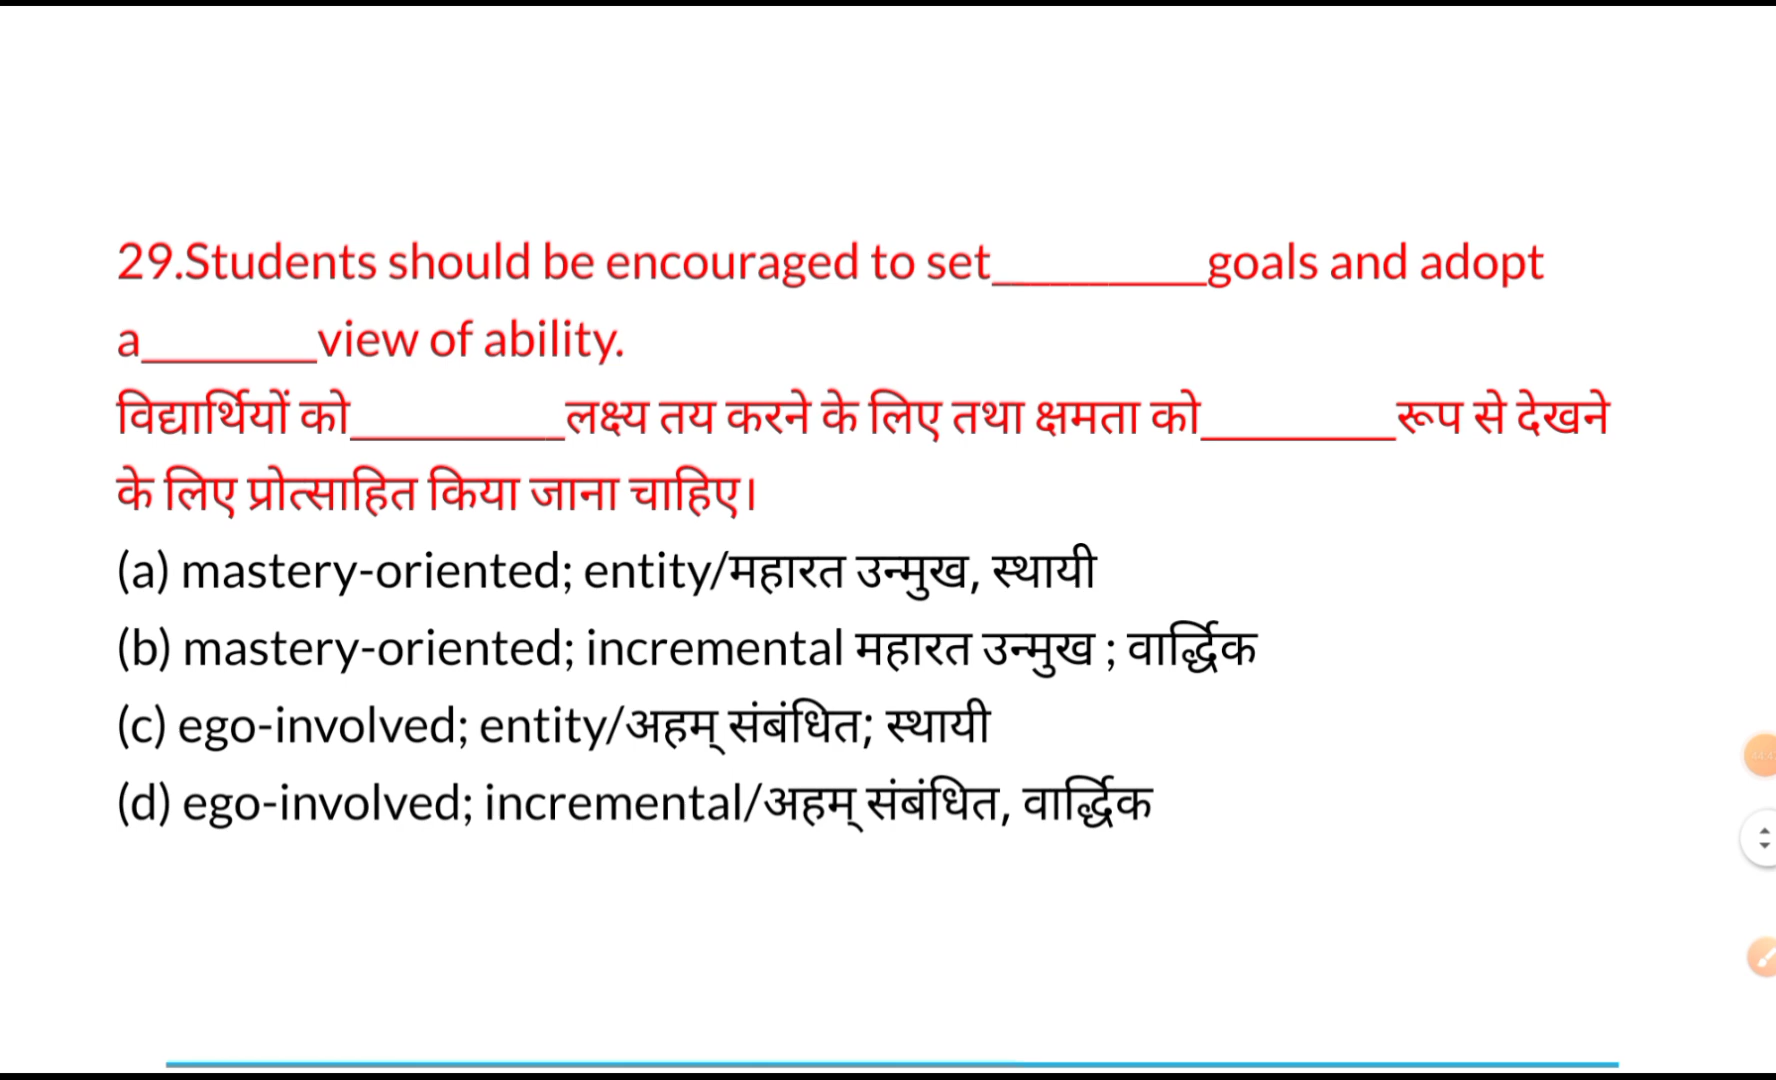 29.Students should be encouraged to set_________goals and adopt
a_______view of ability.
विद्यार्थियों को_________लक्ष्य तय करने के लिए तथा क्षमता को________रूप से देखने
के लिए प्रोत्साहित किया जाना चाहिए।
(a) mastery-oriented; entity/महारत उन्मुख, स्थायी
(b) mastery-oriented; incremental महारत उन्मुख ; वार्द्धिक
(c) ego-involved; entity/अहम् संबंधित; स्थायी
(d) ego-involved; incremental/अहम् संबंधित, वार्द्धिक